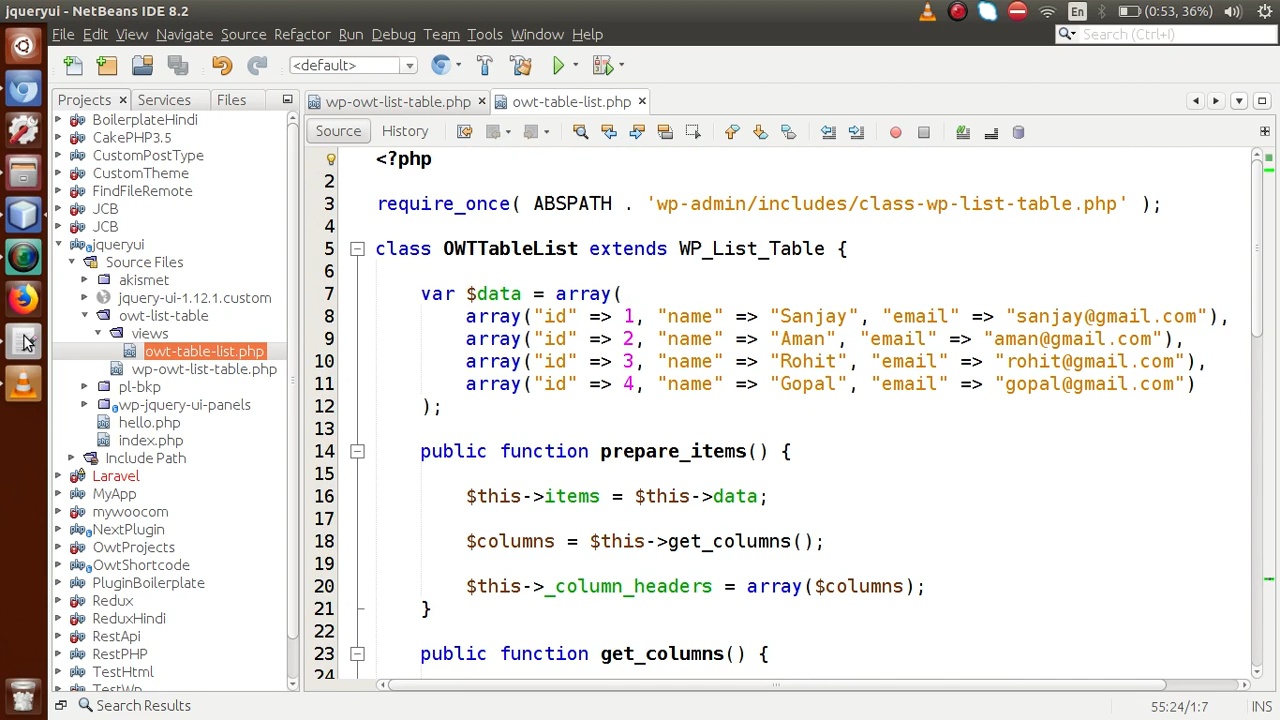 jqueryui - NetBeans IDE 8.2
En
(0:53, 36%)
File Edit View Navigate Source Refactor Run Debug Team Tools Window Help
Search (Ctrl+I)
<default>
Projects
Services
Files
wp-owt-list-table.php
owt-table-list.php
Source
History
BoilerplateHindi
CakePHP3.5
CustomPostType
CustomTheme
FindFileRemote
JCB
JCB
jqueryui
Source Files
akismet
jquery-ui-1.12.1.custom
owt-list-table
views
owt-table-list.php
wp-owt-list-table.php
pl-bkp
wp-jquery-ui-panels
hello.php
index.php
Include Path
Laravel
MyApp
mywoocom
NextPlugin
OwtProjects
OwtShortcode
PluginBoilerplate
Redux
ReduxHindi
RestApi
RestPHP
TestHtml
TestWp
<?php
2
3 require_once( ABSPATH . 'wp-admin/includes/class-wp-list-table.php' );
4
5 class OWTTableList extends WP_List_Table {
6
7 var $data = array(
8 array("id" => 1, "name" => "Sanjay", "email" => "sanjay@gmail.com"),
9 array("id" => 2, "name" => "Aman", "email" => "aman@gmail.com"),
10 array("id" => 3, "name" => "Rohit", "email" => "rohit@gmail.com"),
11 array("id" => 4, "name" => "Gopal", "email" => "gopal@gmail.com")
12 );
13
14 public function prepare_items() {
15
16 $this->items = $this->data;
17
18 $columns = $this->get_columns();
19
20 $this->_column_headers = array($columns);
21 }
22
23 public function get_columns() {
24
Search Results
55:24/1:7
INS